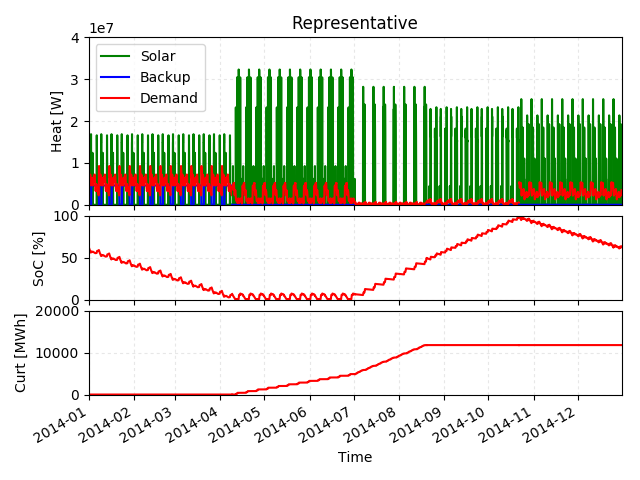 Representative
1e7
Heat [W]
4
3
2
1
0
Solar
Backup
Demand
SoC [%]
100
50
0
Curt [MWh]
20000
10000
0
2014-01 2014-02 2014-03 2014-04 2014-05 2014-06 2014-07 2014-08 2014-09 2014-10 2014-11 2014-12
Time